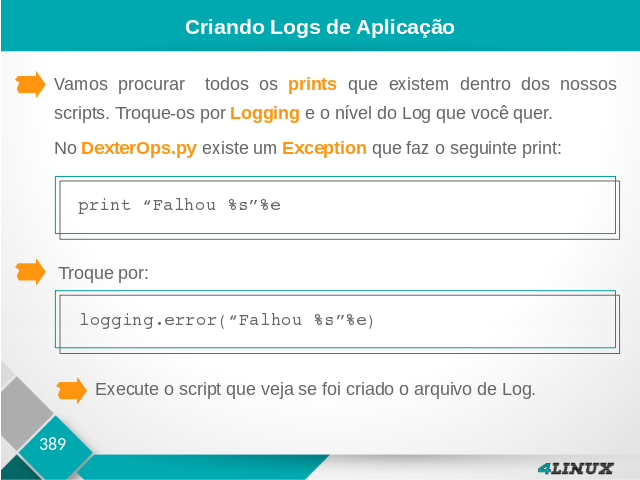 Criando Logs de Aplicação
Vamos procurar todos os prints que existem dentro dos nossos
scripts. Troque-os por Logging e o nível do Log que você quer.
No DexterOps.py existe um Exception que faz o seguinte print:
print “Falhou %s”%e
Troque por:
logging.error(“Falhou %s”%e)
Execute o script que veja se foi criado o arquivo de Log.
389
4LINUX